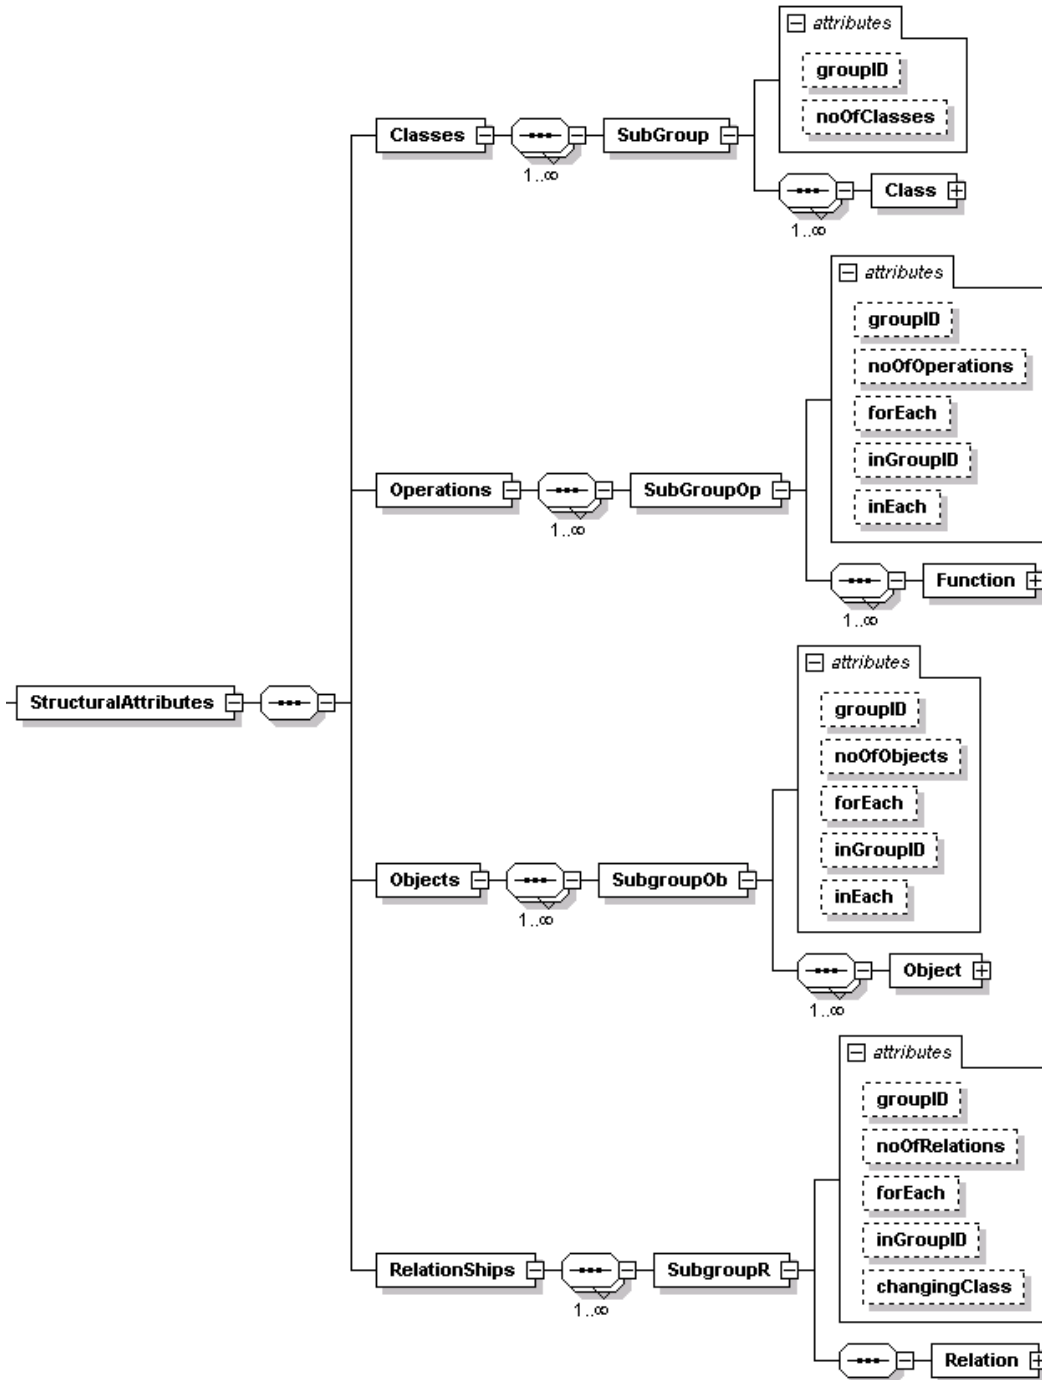 attributes
groupID
noOfClasses
Classes
SubGroup
1..∞
Class
1..∞
attributes
groupID
noOfOperations
forEach
inGroupID
inEach
Operations
SubGroupOp
1..∞
Function
1..∞
StructuralAttributes
attributes
groupID
noOfObjects
forEach
inGroupID
inEach
Objects
SubgroupOb
1..∞
Object
1..∞
attributes
groupID
noOfRelations
forEach
inGroupID
changingClass
RelationShips
SubgroupR
1..∞
Relation